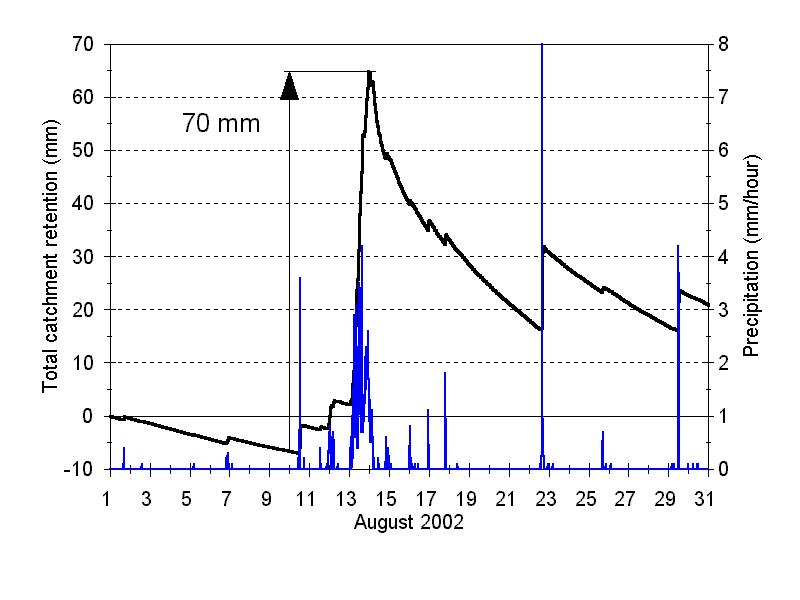 70 8
60 7
70 mm
50 6
40 5
30 4
20 3
10 2
0 1
-10 0
Total catchment retention (mm)
Precipitation (mm/hour)
1 3 5 7 9 11 13 15 17 19 21 23 25 27 29 31
August 2002